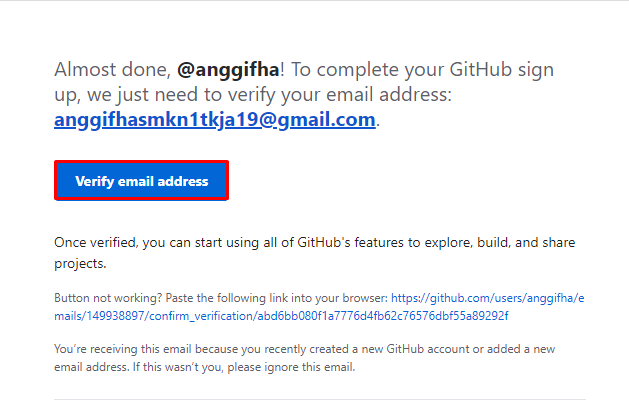 Almost done, @anggifha! To complete your GitHub sign
up, we just need to verify your email address:
anggifhasmkn1tkja19@gmail.com.
Verify email address
Once verified, you can start using all of GitHub's features to explore, build, and share
projects.
Button not working? Paste the following link into your browser: https://github.com/users/anggifha/e
mails/149938897/confirm_verification/abd6bb080f1a7776d4fb62c76576dbf55a89292f
You’re receiving this email because you recently created a new GitHub account or added a new
email address. If this wasn’t you, please ignore this email.